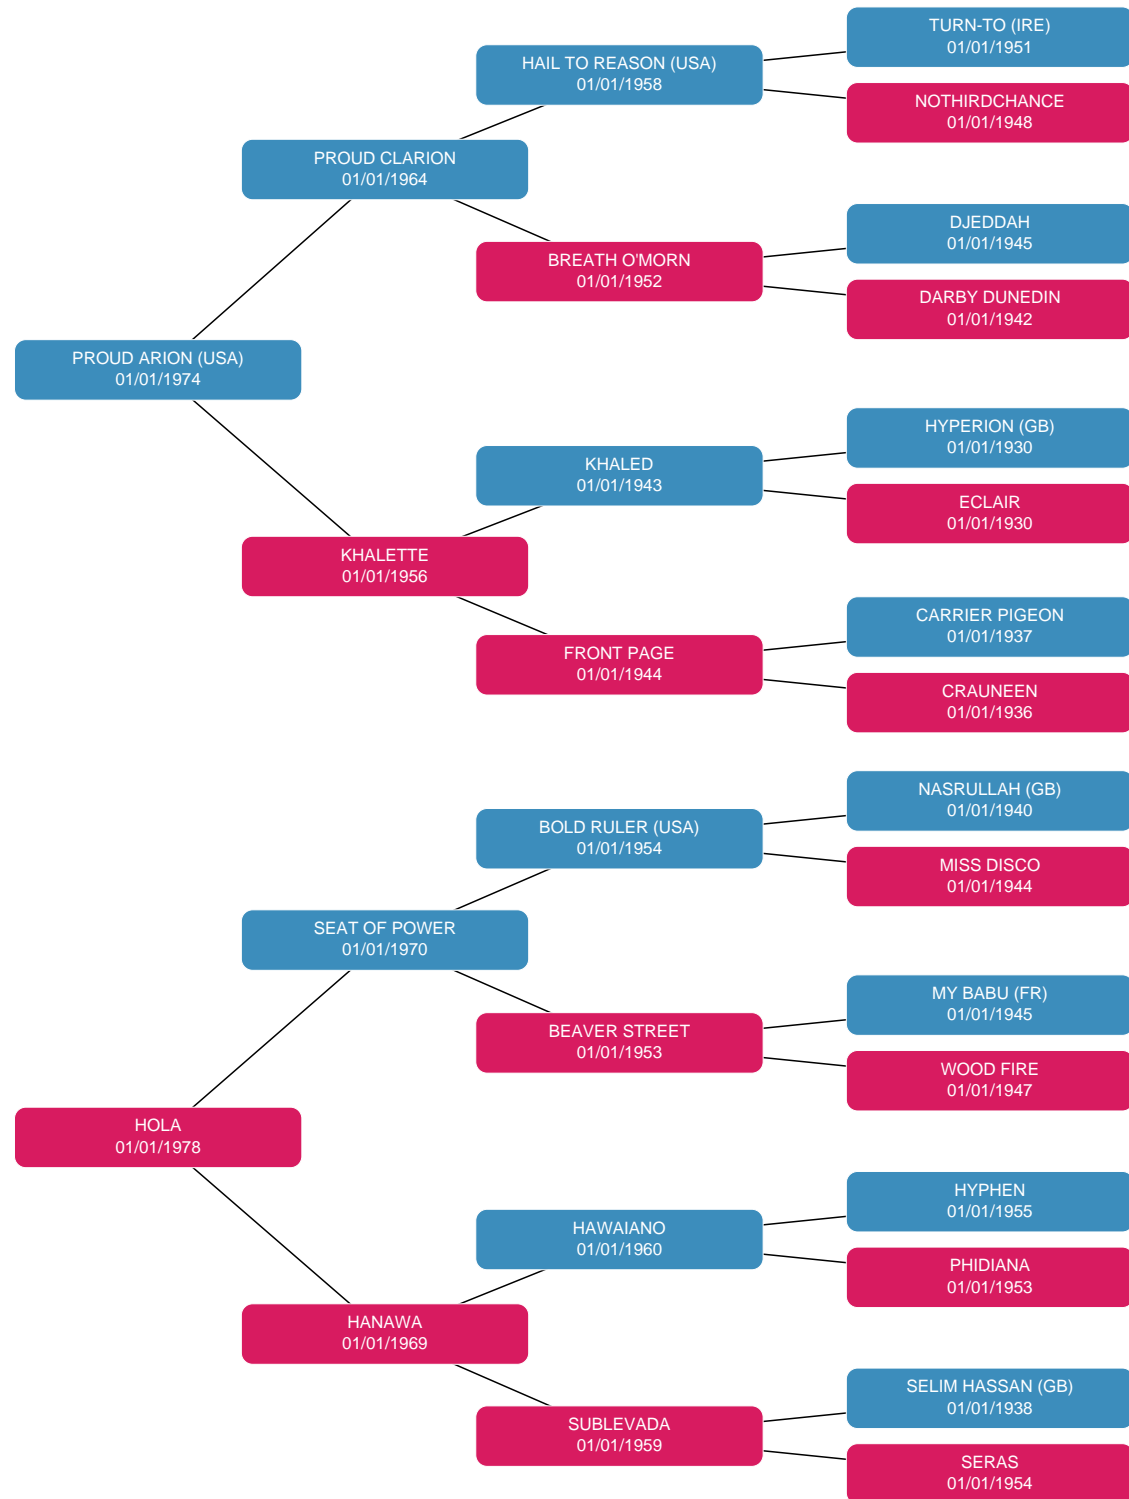 TURN-TO (IRE)
01/01/1951
HAIL TO REASON (USA)
01/01/1958
NOTHIRDCHANCE
01/01/1948
PROUD CLARION
01/01/1964
DJEDDAH
01/01/1945
BREATH O'MORN
01/01/1952
DARBY DUNEDIN
01/01/1942
PROUD ARION (USA)
01/01/1974
HYPERION (GB)
01/01/1930
KHALED
01/01/1943
ECLAIR
01/01/1930
KHALETTE
01/01/1956
CARRIER PIGEON
01/01/1937
FRONT PAGE
01/01/1944
CRAUNEEN
01/01/1936
NASRULLAH (GB)
01/01/1940
BOLD RULER (USA)
01/01/1954
MISS DISCO
01/01/1944
SEAT OF POWER
01/01/1970
MY BABU (FR)
01/01/1945
BEAVER STREET
01/01/1953
WOOD FIRE
01/01/1947
HOLA
01/01/1978
HYPHEN
01/01/1955
HAWAIANO
01/01/1960
PHIDIANA
01/01/1953
HANAWA
01/01/1969
SELIM HASSAN (GB)
01/01/1938
SUBLEVADA
01/01/1959
SERAS
01/01/1954